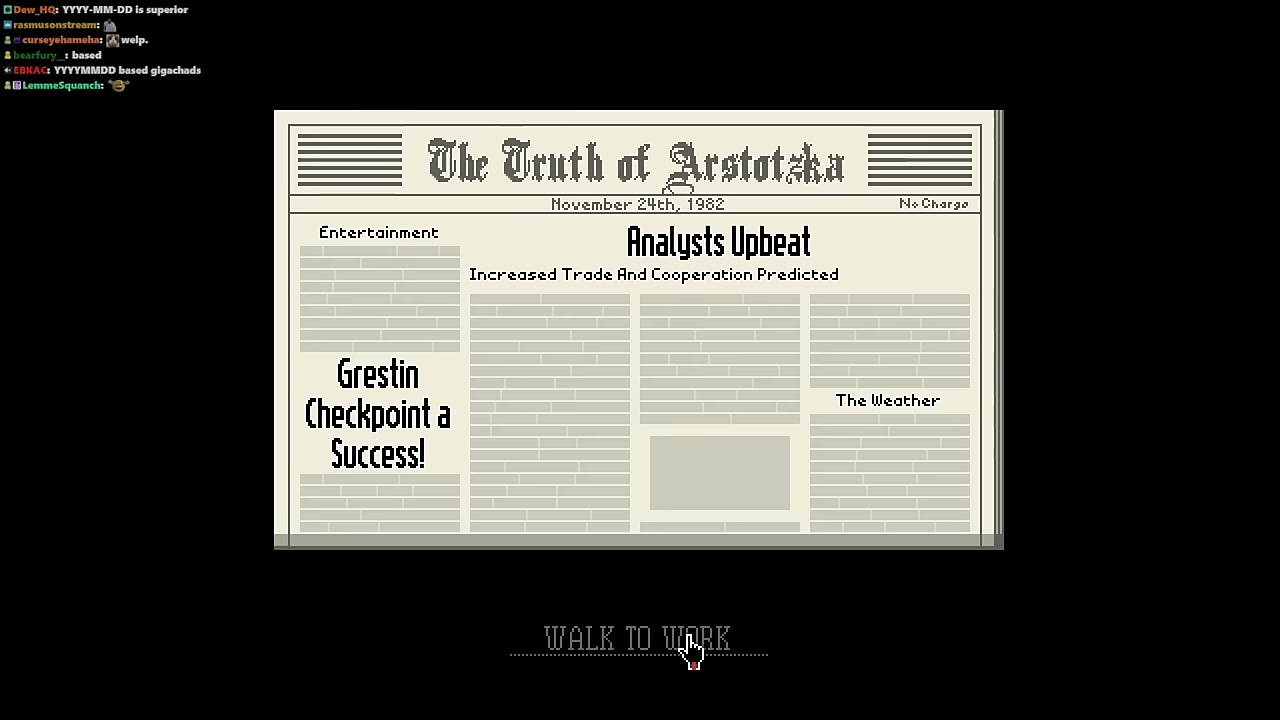 Dew_HQ: YYYY-MM-DD is superior
rasmusonstream:
curseyehameha: welp.
bearfury__: based
EBKAC: YYYYMMDD based gigachads
LemmeSquanch:
The Truth of Arstotzka
November 24th, 1982
No Charge
Entertainment
Analysts Upbeat
Increased Trade And Cooperation Predicted
Grestin
Checkpoint a
Success!
The Weather
WALK TO WORK